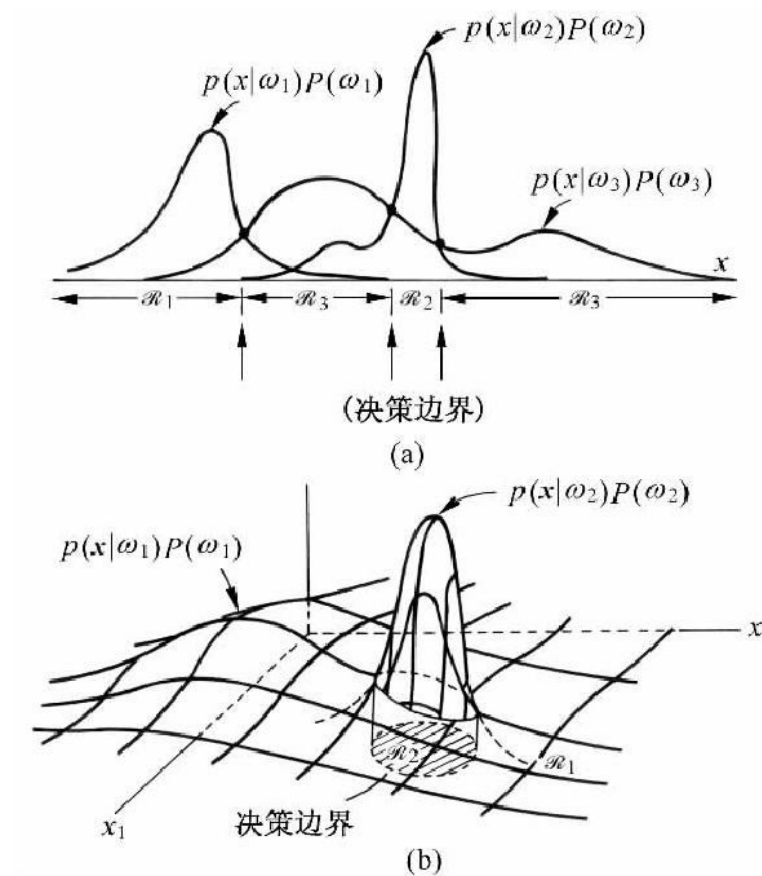 p(x|ω₂)P(ω₂)
p(x|ω₁)P(ω₁)
p(x|ω₃)P(ω₃)
x
ℛ₁ ℛ₃ ℛ₂ ℛ₃
(决策边界)
(a)
p(x|ω₂)P(ω₂)
p(x|ω₁)P(ω₁)
x
ℛ₂
ℛ₁
x₁
决策边界
(b)